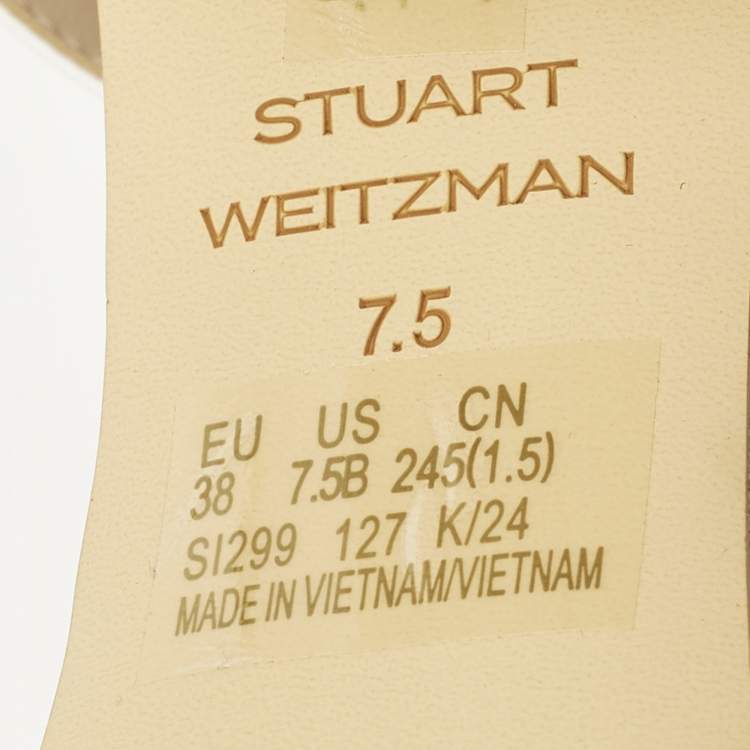 STUART
WEITZMAN
7.5
EU US CN
38 7.5B 245(1.5)
SI299 127 K/24
MADE IN VIETNAM/VIETNAM